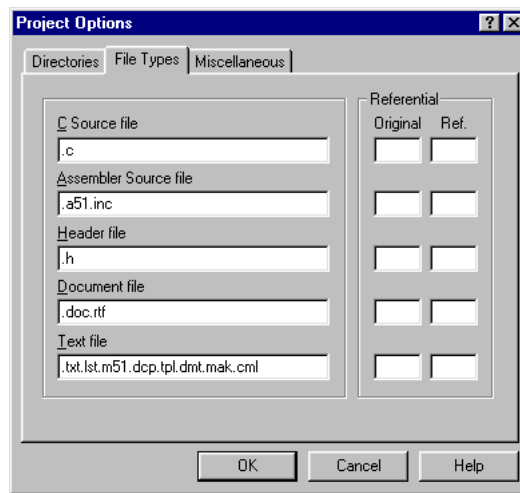 Project Options
Directories File Types Miscellaneous
Referential
C Source file Original Ref.
.c
Assembler Source file
.a51.inc
Header file
.h
Document file
.doc.rtf
Text file
.txt.lst.m51.dcp.tpl.dmt.mak.cml
OK Cancel Help